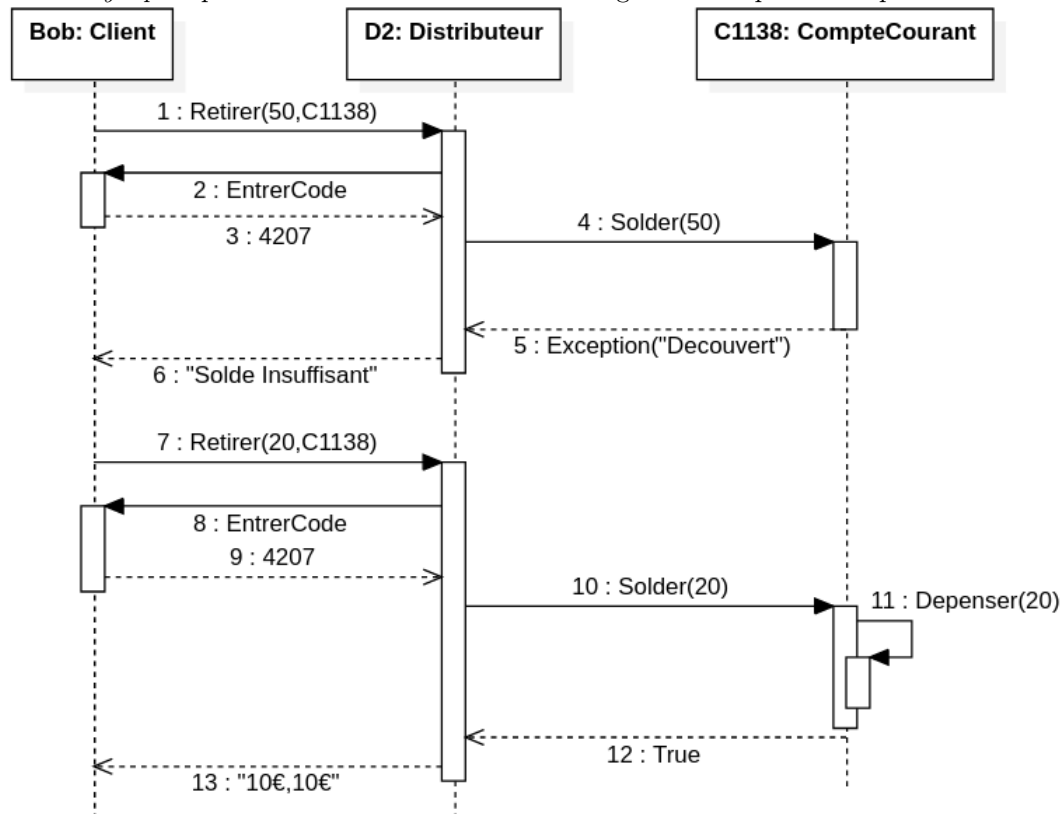 Bob: Client
D2: Distributeur
C1138: CompteCourant
1 : Retirer(50,C1138)
2 : EntrerCode
3 : 4207
4 : Solder(50)
5 : Exception("Decouvert")
6 : "Solde Insuffisant"
7 : Retirer(20,C1138)
8 : EntrerCode
9 : 4207
10 : Solder(20)
11 : Depenser(20)
12 : True
13 : "10€,10€"